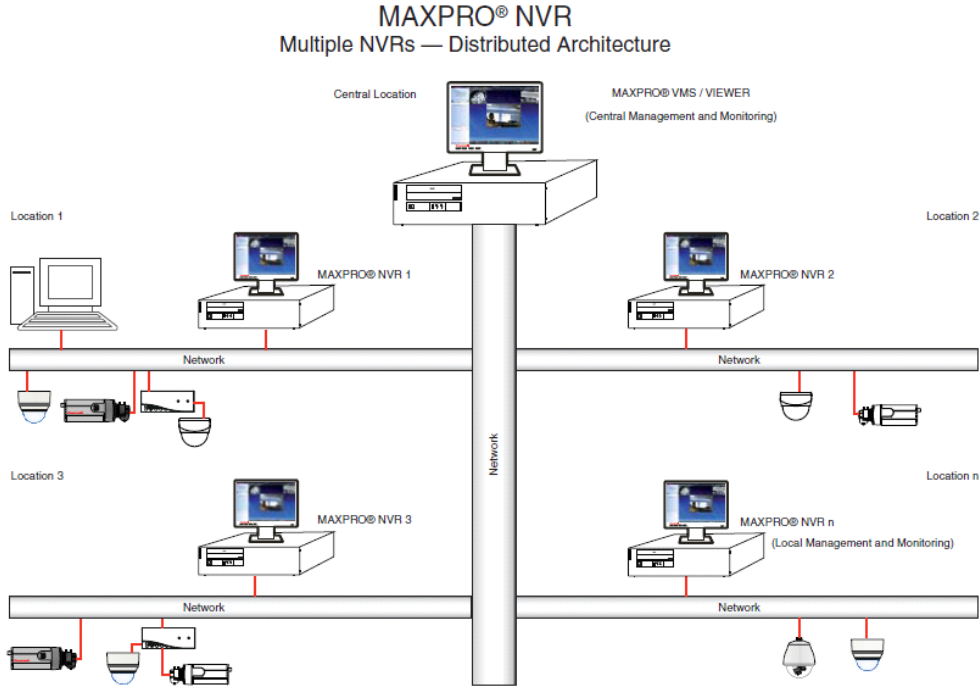 MAXPRO® NVR
Multiple NVRs — Distributed Architecture
Central Location
MAXPRO® VMS / VIEWER
(Central Management and Monitoring)
Location 1
Location 2
MAXPRO® NVR 1
MAXPRO® NVR 2
Network
Network
Network
Location 3
Location n
MAXPRO® NVR 3
MAXPRO® NVR n
(Local Management and Monitoring)
Network
Network